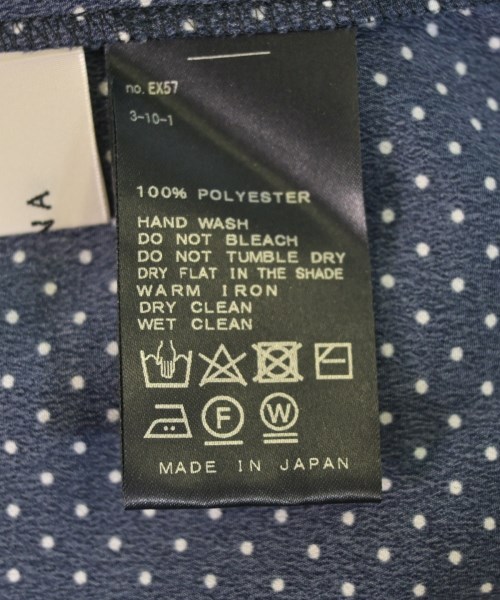 no. EX57
3-10-1
100% POLYESTER
HAND WASH
DO NOT BLEACH
DO NOT TUMBLE DRY
DRY FLAT IN THE SHADE
WARM IRON
DRY CLEAN
WET CLEAN
F W
MADE IN JAPAN
NA